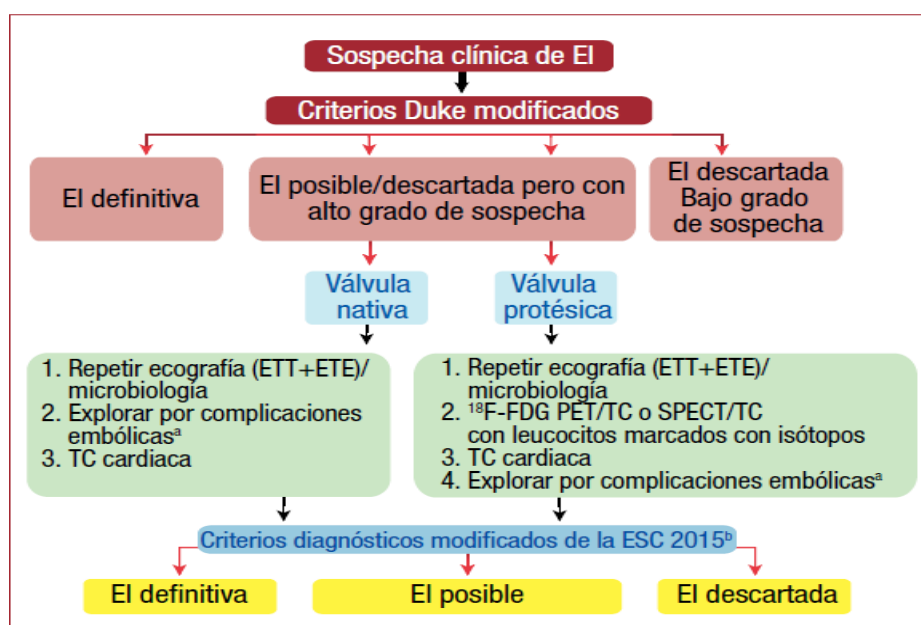 Sospecha clínica de EI
Criterios Duke modificados
EI definitiva
EI posible/descartada pero con
alto grado de sospecha
EI descartada
Bajo grado
de sospecha
Válvula
nativa
Válvula
protésica
1. Repetir ecografía (ETT+ETE)/
microbiología
2. Explorar por complicaciones
embólicasᵃ
3. TC cardiaca
1. Repetir ecografía (ETT+ETE)/
microbiología
2. ¹⁸F-FDG PET/TC o SPECT/TC
con leucocitos marcados con isótopos
3. TC cardiaca
4. Explorar por complicaciones embólicasᵃ
Criterios diagnósticos modificados de la ESC 2015ᵇ
EI definitiva
EI posible
EI descartada